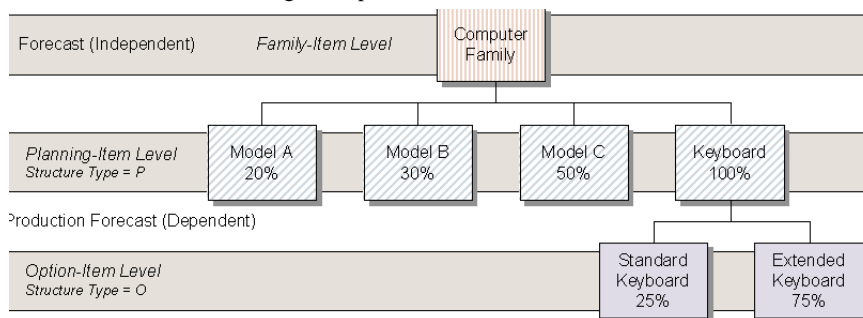 Forecast (Independent)
Family-Item Level
Computer
Family
Planning-Item Level
Structure Type = P
Model A
20%
Model B
30%
Model C
50%
Keyboard
100%
Production Forecast (Dependent)
Option-Item Level
Structure Type = O
Standard
Keyboard
25%
Extended
Keyboard
75%